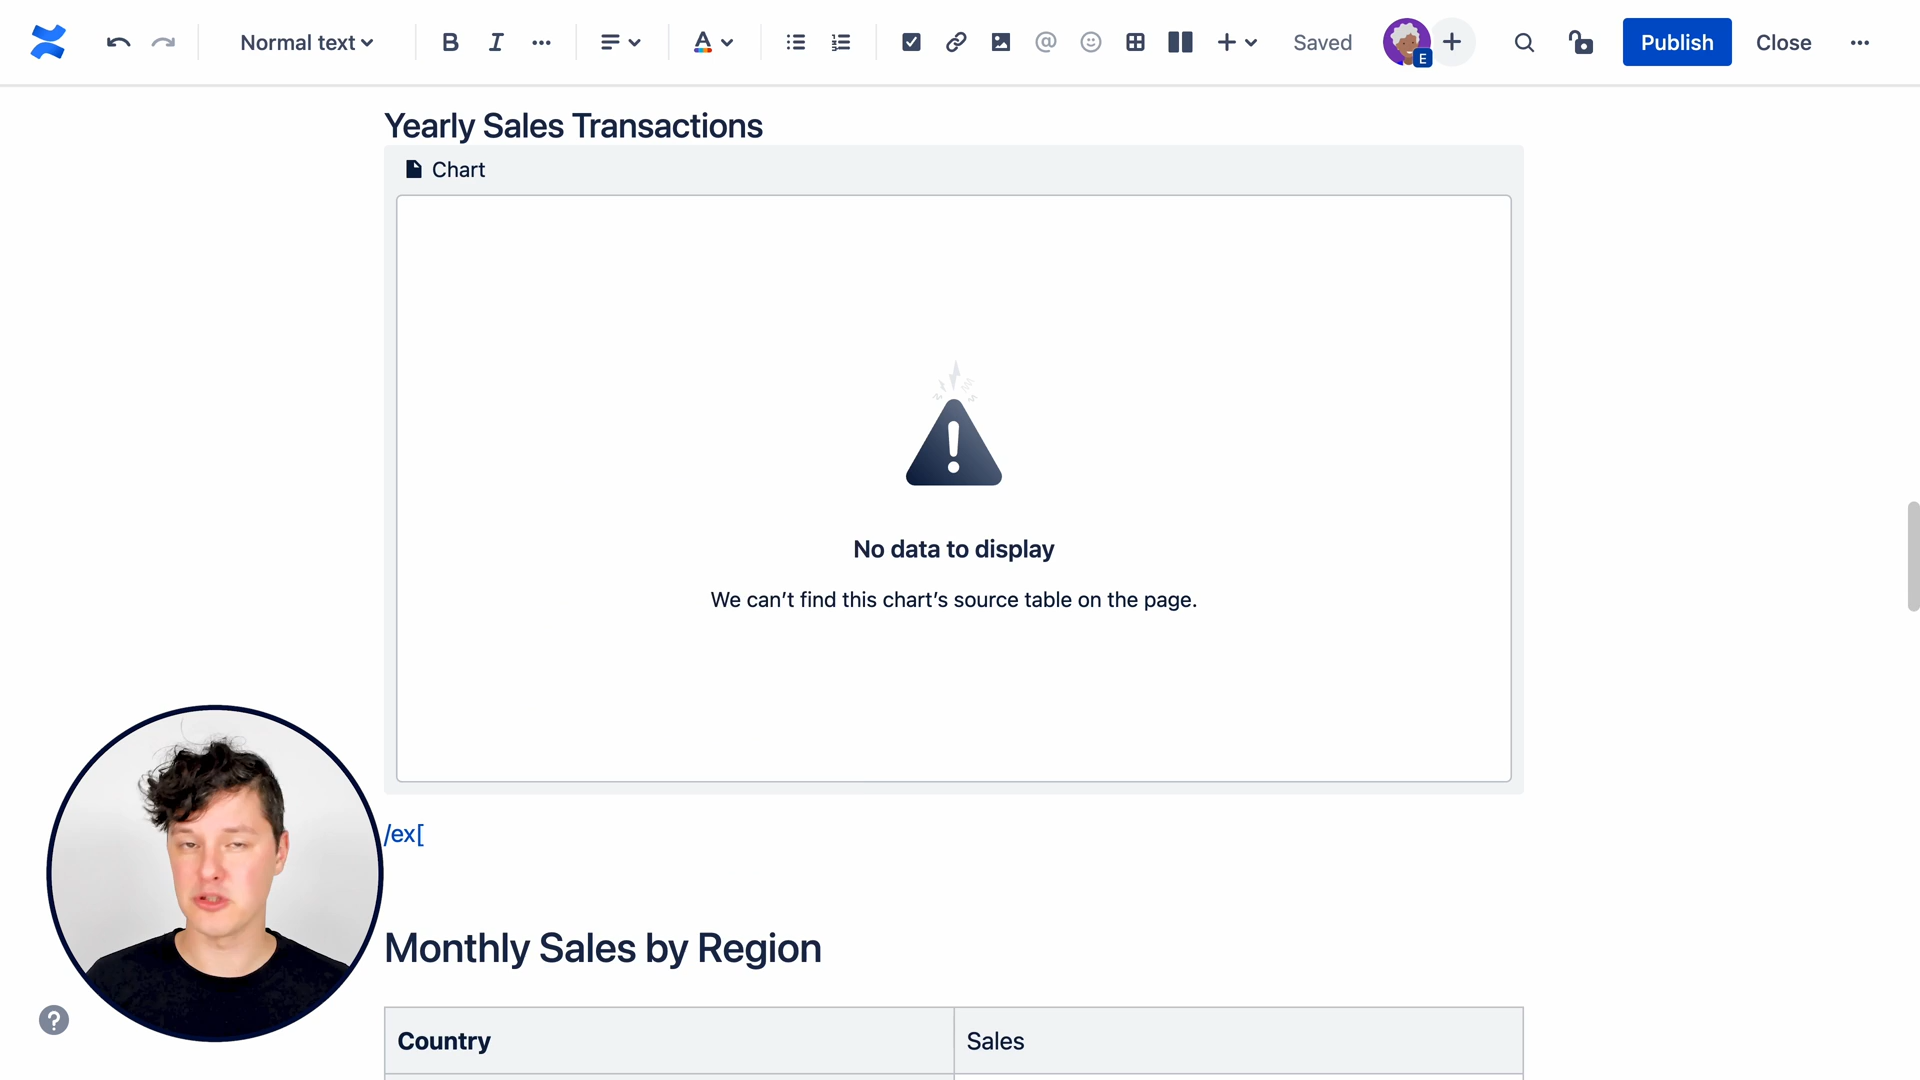 Normal text
Saved
E
Publish
Close
Yearly Sales Transactions
Chart
No data to display
We can’t find this chart’s source table on the page.
/ex[
Monthly Sales by Region
Country
Sales